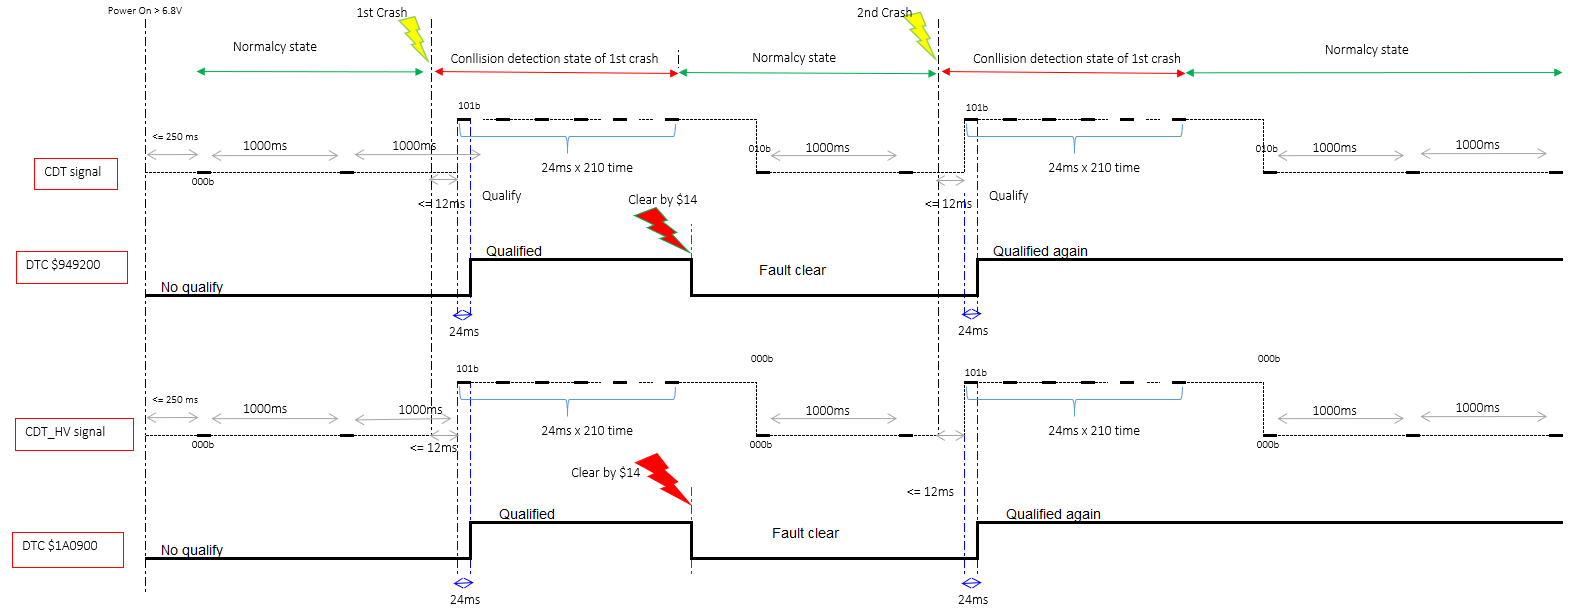 Power On > 6.8V
1st Crash
2nd Crash
Normalcy state
Conllision detection state of 1st crash
Normalcy state
Conllision detection state of 1st crash
Normalcy state
101b
101b
<= 250 ms
1000ms
1000ms
010b
1000ms
010b
1000ms
1000ms
CDT signal
24ms x 210 time
24ms x 210 time
000b
<= 12ms
Qualify
Clear by $14
<= 12ms
Qualify
DTC $949200
Qualified
Qualified again
No qualify
Fault clear
24ms
24ms
000b
000b
101b
101b
<= 250 ms
1000ms
1000ms
1000ms
1000ms
1000ms
CDT_HV signal
24ms x 210 time
24ms x 210 time
000b
<= 12ms
000b
000b
Clear by $14
<= 12ms
Qualified
Qualified again
DTC $1A0900
No qualify
Fault clear
24ms
24ms